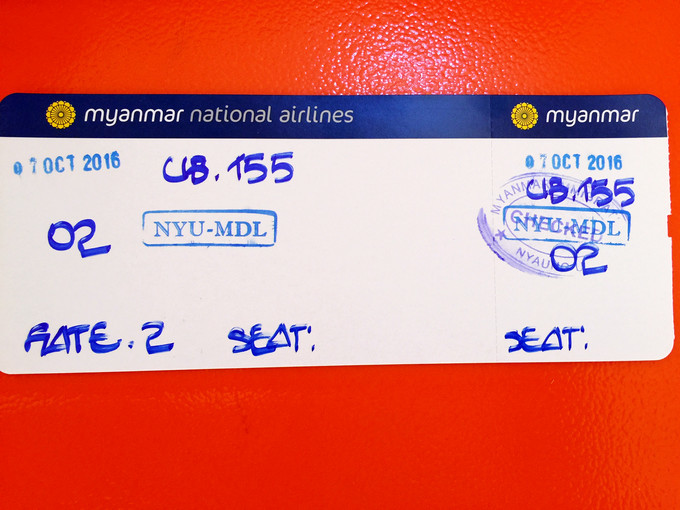 myanmar national airlines
07 OCT 2016
UB.155
02
NYU-MDL
GATE.2
SEAT:
myanmar
07 OCT 2016
UB.155
NYU-MDL
CHECKED
02
SEAT: